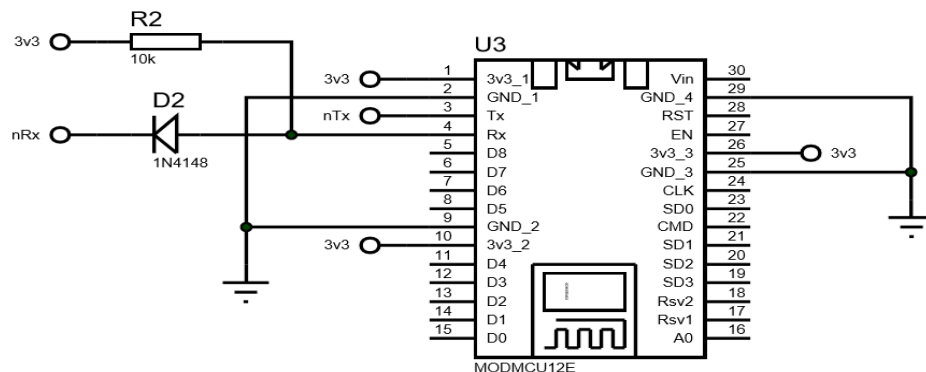 R2
3v3
10k
D2
nRx
1N4148
U3
3v3 1 3v3_1 Vin 30
2 GND_1 GND_4 29
nTx 3 Tx RST 28
4 Rx EN 27
5 D8 3v3_3 26 3v3
6 D7 GND_3 25
7 D6 CLK 24
8 D5 SD0 23
9 GND_2 CMD 22
3v3 10 3v3_2 SD1 21
11 D4 SD2 20
12 D3 SD3 19
13 D2 Rsv2 18
14 D1 Rsv1 17
15 D0 A0 16
MODMCU12E